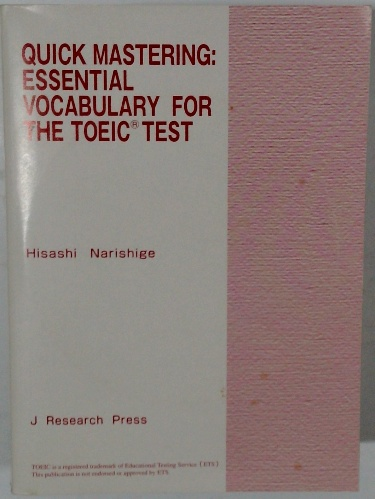 QUICK MASTERING:
ESSENTIAL
VOCABULARY FOR
THE TOEIC® TEST
Hisashi Narishige
J Research Press
TOEIC is a registered trademark of Educational Testing Service [ETS]
This publication is not endorsed or approved by ETS